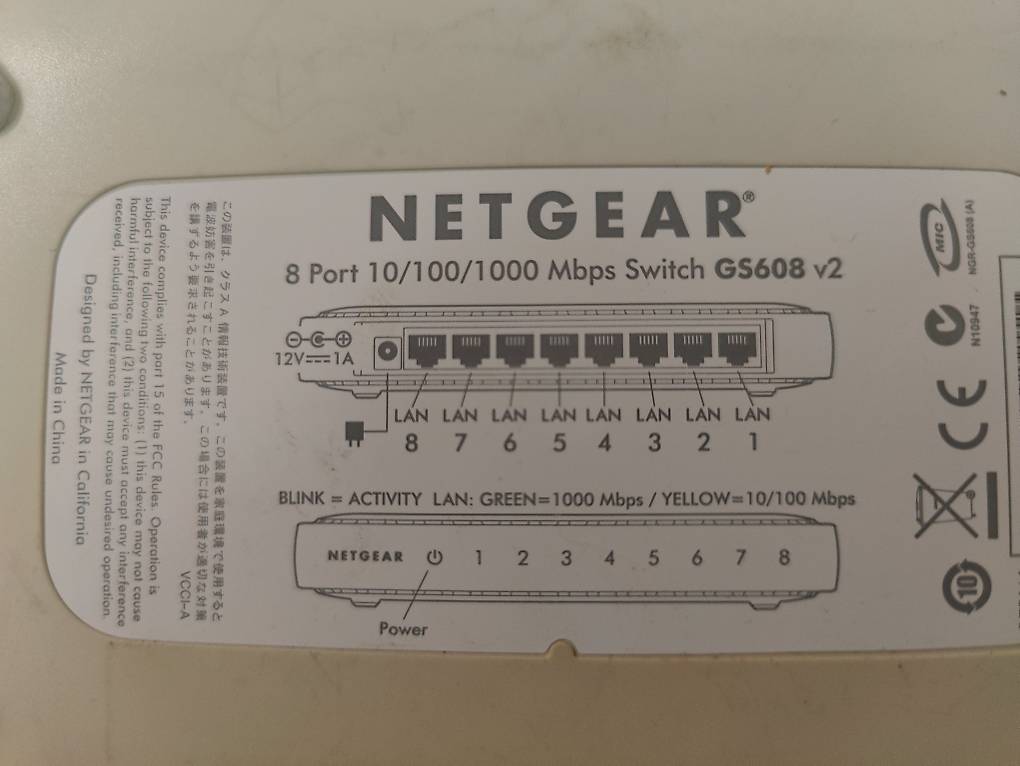 NETGEAR®
8 Port 10/100/1000 Mbps Switch GS608 v2
12V 1A
LAN LAN LAN LAN LAN LAN LAN LAN
8 7 6 5 4 3 2 1
BLINK = ACTIVITY LAN: GREEN=1000 Mbps / YELLOW=10/100 Mbps
NETGEAR 1 2 3 4 5 6 7 8
Power
この装置は、クラスA 情報技術装置です。この装置を家庭環境で使用すると
電波妨害を引き起こすことがあります。この場合には使用者が適切な対策
を講ずるよう要求されることがあります。
VCCI-A
This device complies with part 15 of the FCC Rules. Operation is
subject to the following two conditions: (1) this device may not cause
harmful interference, and (2) this device must accept any interference
received, including interference that may cause undesired operation.
Designed by NETGEAR in California
Made in China
MIC
NGR-GS608 (A)
N10947
CE
10